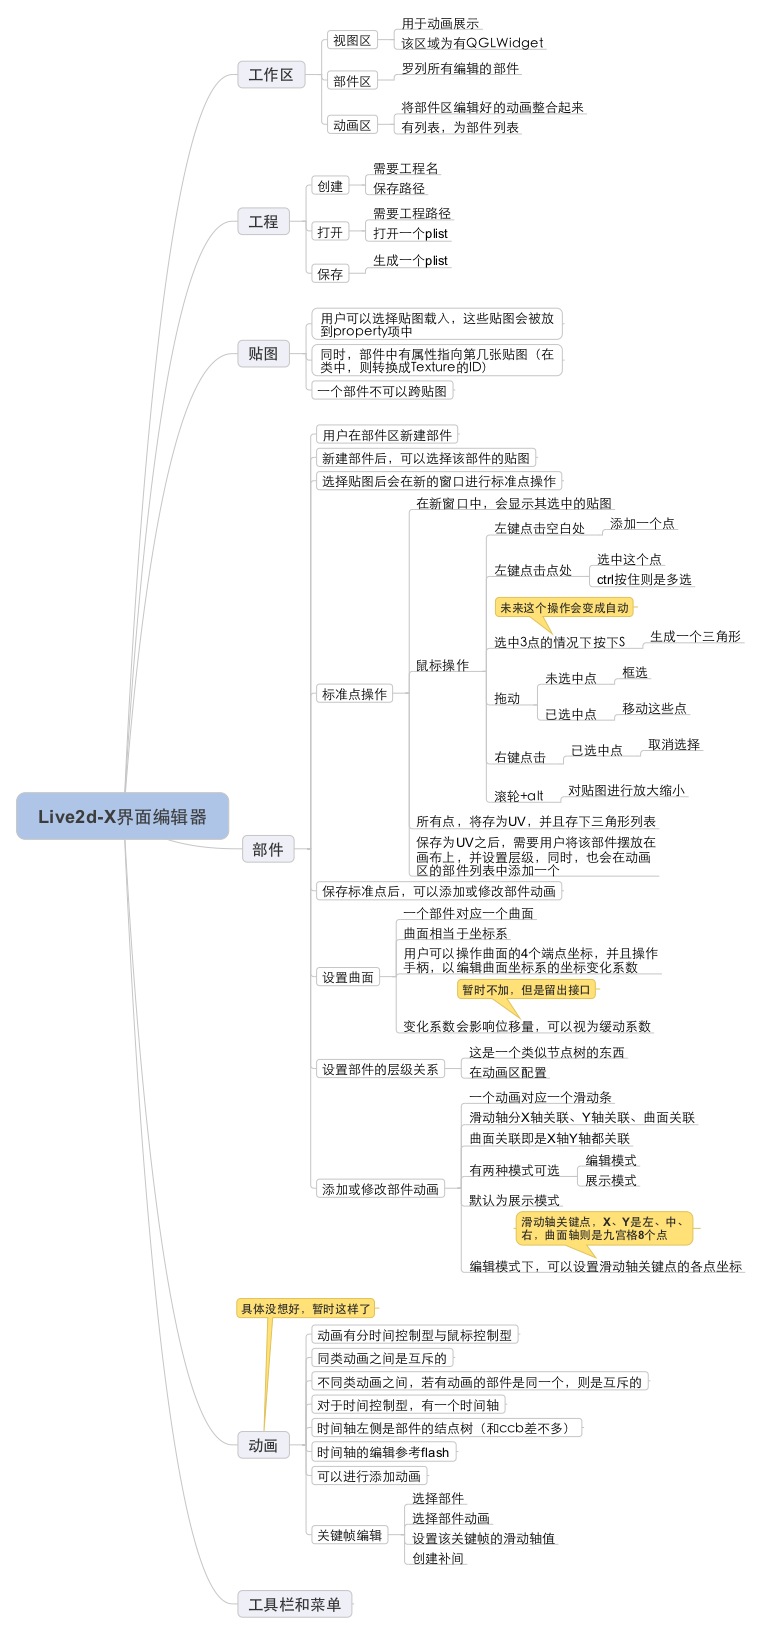 Live2d-X界面编辑器
工作区
视图区
用于动画展示
该区域为有QGLWidget
部件区
罗列所有编辑的部件
动画区
将部件区编辑好的动画整合起来
有列表，为部件列表
工程
创建
需要工程名
保存路径
打开
需要工程路径
打开一个plist
保存
生成一个plist
贴图
用户可以选择贴图载入，这些贴图会被放
到property项中
同时，部件中有属性指向第几张贴图（在
类中，则转换成Texture的ID）
一个部件不可以跨贴图
部件
用户在部件区新建部件
新建部件后，可以选择该部件的贴图
选择贴图后会在新的窗口进行标准点操作
标准点操作
在新窗口中，会显示其选中的贴图
鼠标操作
左键点击空白处
添加一个点
左键点击点处
选中这个点
ctrl按住则是多选
未来这个操作会变成自动
选中3点的情况下按下S
生成一个三角形
拖动
未选中点
框选
已选中点
移动这些点
右键点击
已选中点
取消选择
滚轮+alt
对贴图进行放大缩小
所有点，将存为UV，并且存下三角形列表
保存为UV之后，需要用户将该部件摆放在
画布上，并设置层级，同时，也会在动画
区的部件列表中添加一个
保存标准点后，可以添加或修改部件动画
设置曲面
一个部件对应一个曲面
曲面相当于坐标系
用户可以操作曲面的4个端点坐标，并且操作
手柄，以编辑曲面坐标系的坐标变化系数
暂时不加，但是留出接口
变化系数会影响位移量，可以视为缓动系数
设置部件的层级关系
这是一个类似节点树的东西
在动画区配置
添加或修改部件动画
一个动画对应一个滑动条
滑动轴分X轴关联、Y轴关联、曲面关联
曲面关联即是X轴Y轴都关联
有两种模式可选
编辑模式
展示模式
默认为展示模式
滑动轴关键点，X、Y是左、中、
右，曲面轴则是九宫格8个点
编辑模式下，可以设置滑动轴关键点的各点坐标
具体没想好，暂时这样了
动画
动画有分时间控制型与鼠标控制型
同类动画之间是互斥的
不同类动画之间，若有动画的部件是同一个，则是互斥的
对于时间控制型，有一个时间轴
时间轴左侧是部件的结点树（和ccb差不多）
时间轴的编辑参考flash
可以进行添加动画
关键帧编辑
选择部件
选择部件动画
设置该关键帧的滑动轴值
创建补间
工具栏和菜单